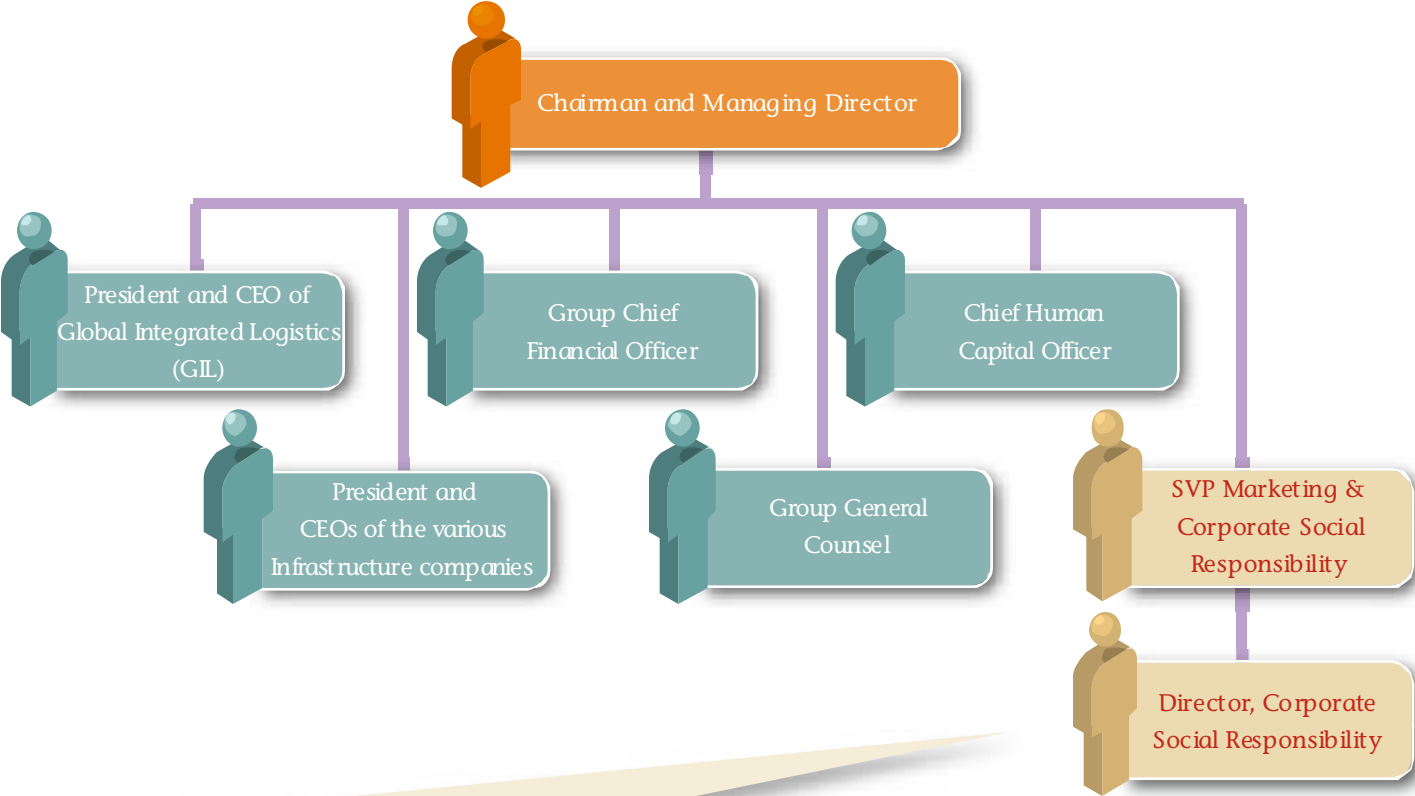 Chairman and Managing Director
President and CEO of
Global Integrated Logistics
(GIL)
Group Chief
Financial Officer
Chief Human
Capital Officer
President and
CEOs of the various
Infrastructure companies
Group General
Counsel
SVP Marketing &
Corporate Social
Responsibility
Director, Corporate
Social Responsibility